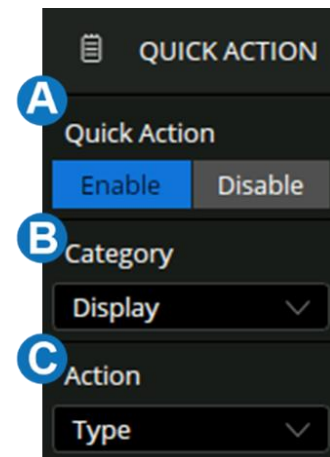 QUICK ACTION
A
Quick Action
Enable Disable
B
Category
Display
C
Action
Type